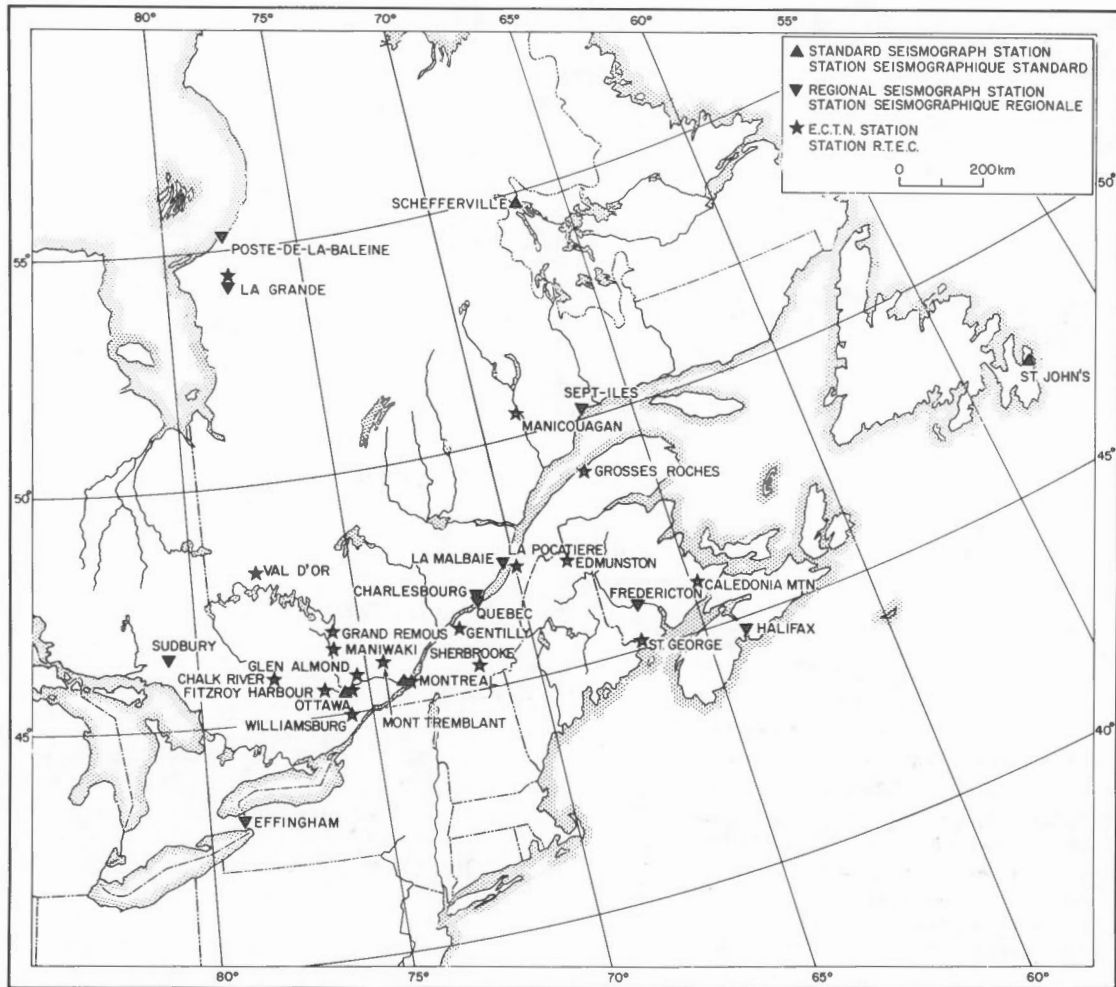 80° 75° 70° 65° 60°
STANDARD SEISMOGRAPH STATION
STATION SEISMOGRAPHIQUE STANDARD
REGIONAL SEISMOGRAPH STATION
STATION SEISMOGRAPHIQUE REGIONALE
E.C.T.N. STATION
STATION R.T.E.C.
0 200 km
50°
SCHEFFERVILLE
POSTE-DE-LA-BALEINE
55°
LA GRANDE
ST. JOHN'S
SEPT-ILES
MANICOUAGAN
45°
GROSSES ROCHES
50°
LA MALBAIE
LA POCATIERE
EDMUNSTON
VAL D'OR
CALEDONIA MTN.
CHARLESBOURG
FREDERICTON
QUEBEC
GRAND REMOUS
GENTILLY
HALIFAX
SUDBURY
MANIWAKI
SHERBROOKE
ST. GEORGE
GLEN ALMOND
CHALK RIVER
MONTREAL
FITZROY HARBOUR
OTTAWA
MONT TREMBLANT
WILLIAMSBURG
45°
40°
EFFINGHAM
80° 75° 70° 65° 60°